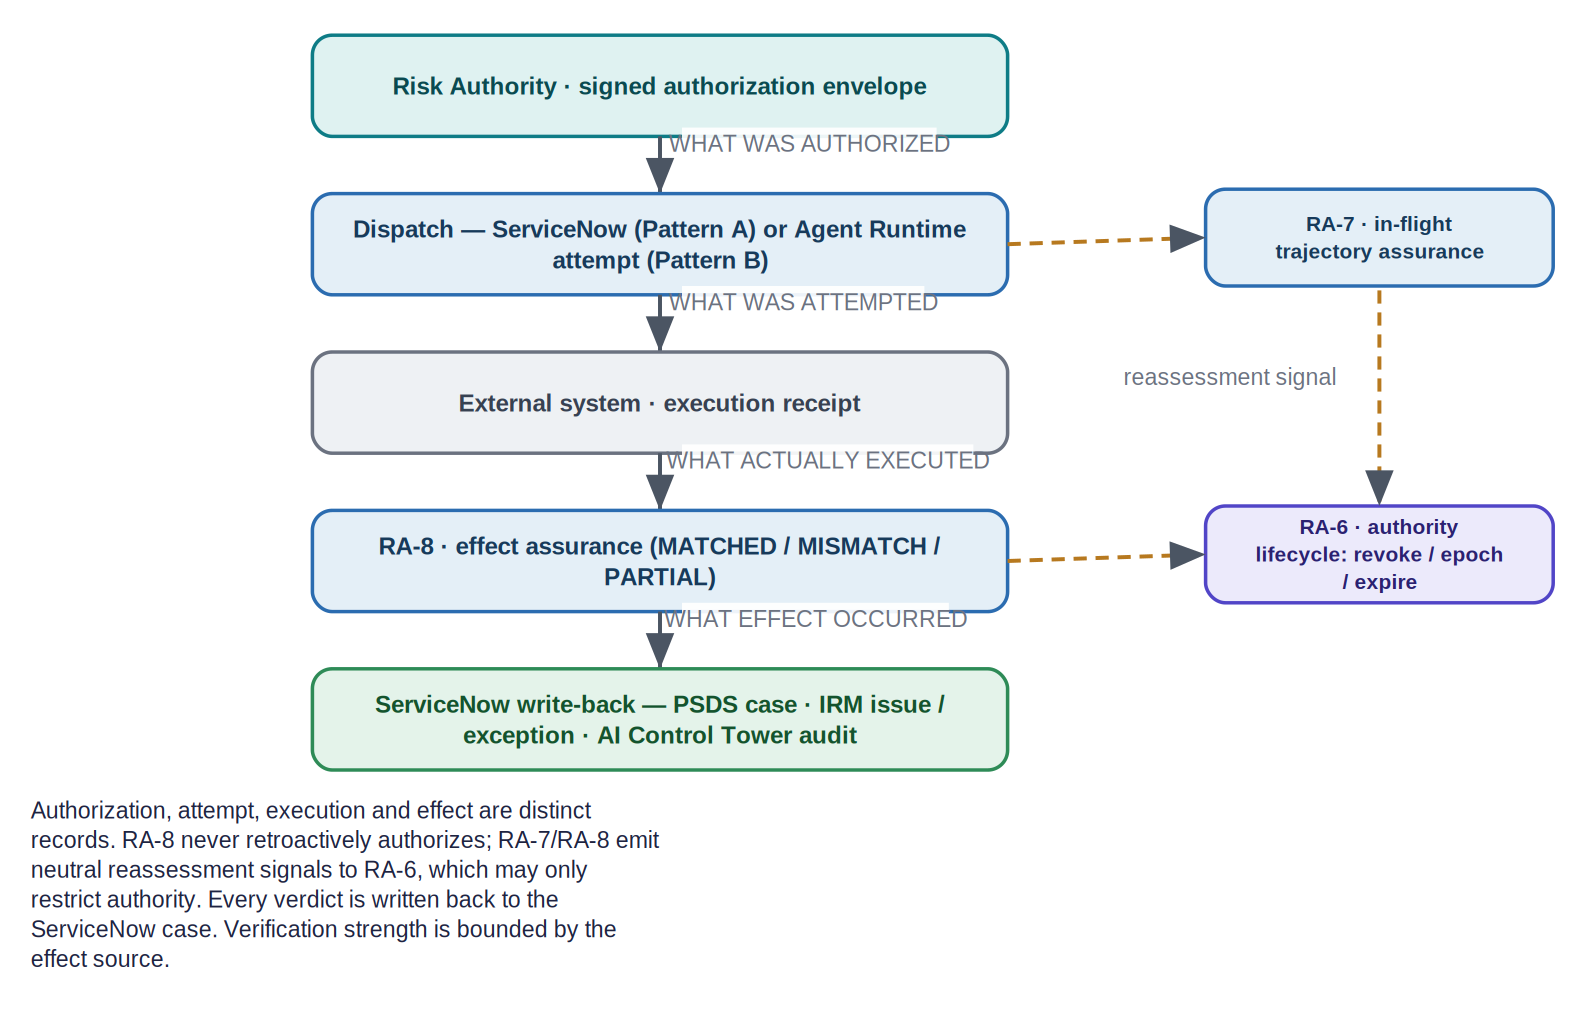 Risk Authority · signed authorization envelope
WHAT WAS AUTHORIZED
Dispatch — ServiceNow (Pattern A) or Agent Runtime
attempt (Pattern B)
RA-7 · in-flight
trajectory assurance
WHAT WAS ATTEMPTED
External system · execution receipt
reassessment signal
WHAT ACTUALLY EXECUTED
RA-8 · effect assurance (MATCHED / MISMATCH /
PARTIAL)
RA-6 · authority
lifecycle: revoke / epoch
/ expire
WHAT EFFECT OCCURRED
ServiceNow write-back — PSDS case · IRM issue /
exception · AI Control Tower audit
Authorization, attempt, execution and effect are distinct
records. RA-8 never retroactively authorizes; RA-7/RA-8 emit
neutral reassessment signals to RA-6, which may only
restrict authority. Every verdict is written back to the
ServiceNow case. Verification strength is bounded by the
effect source.